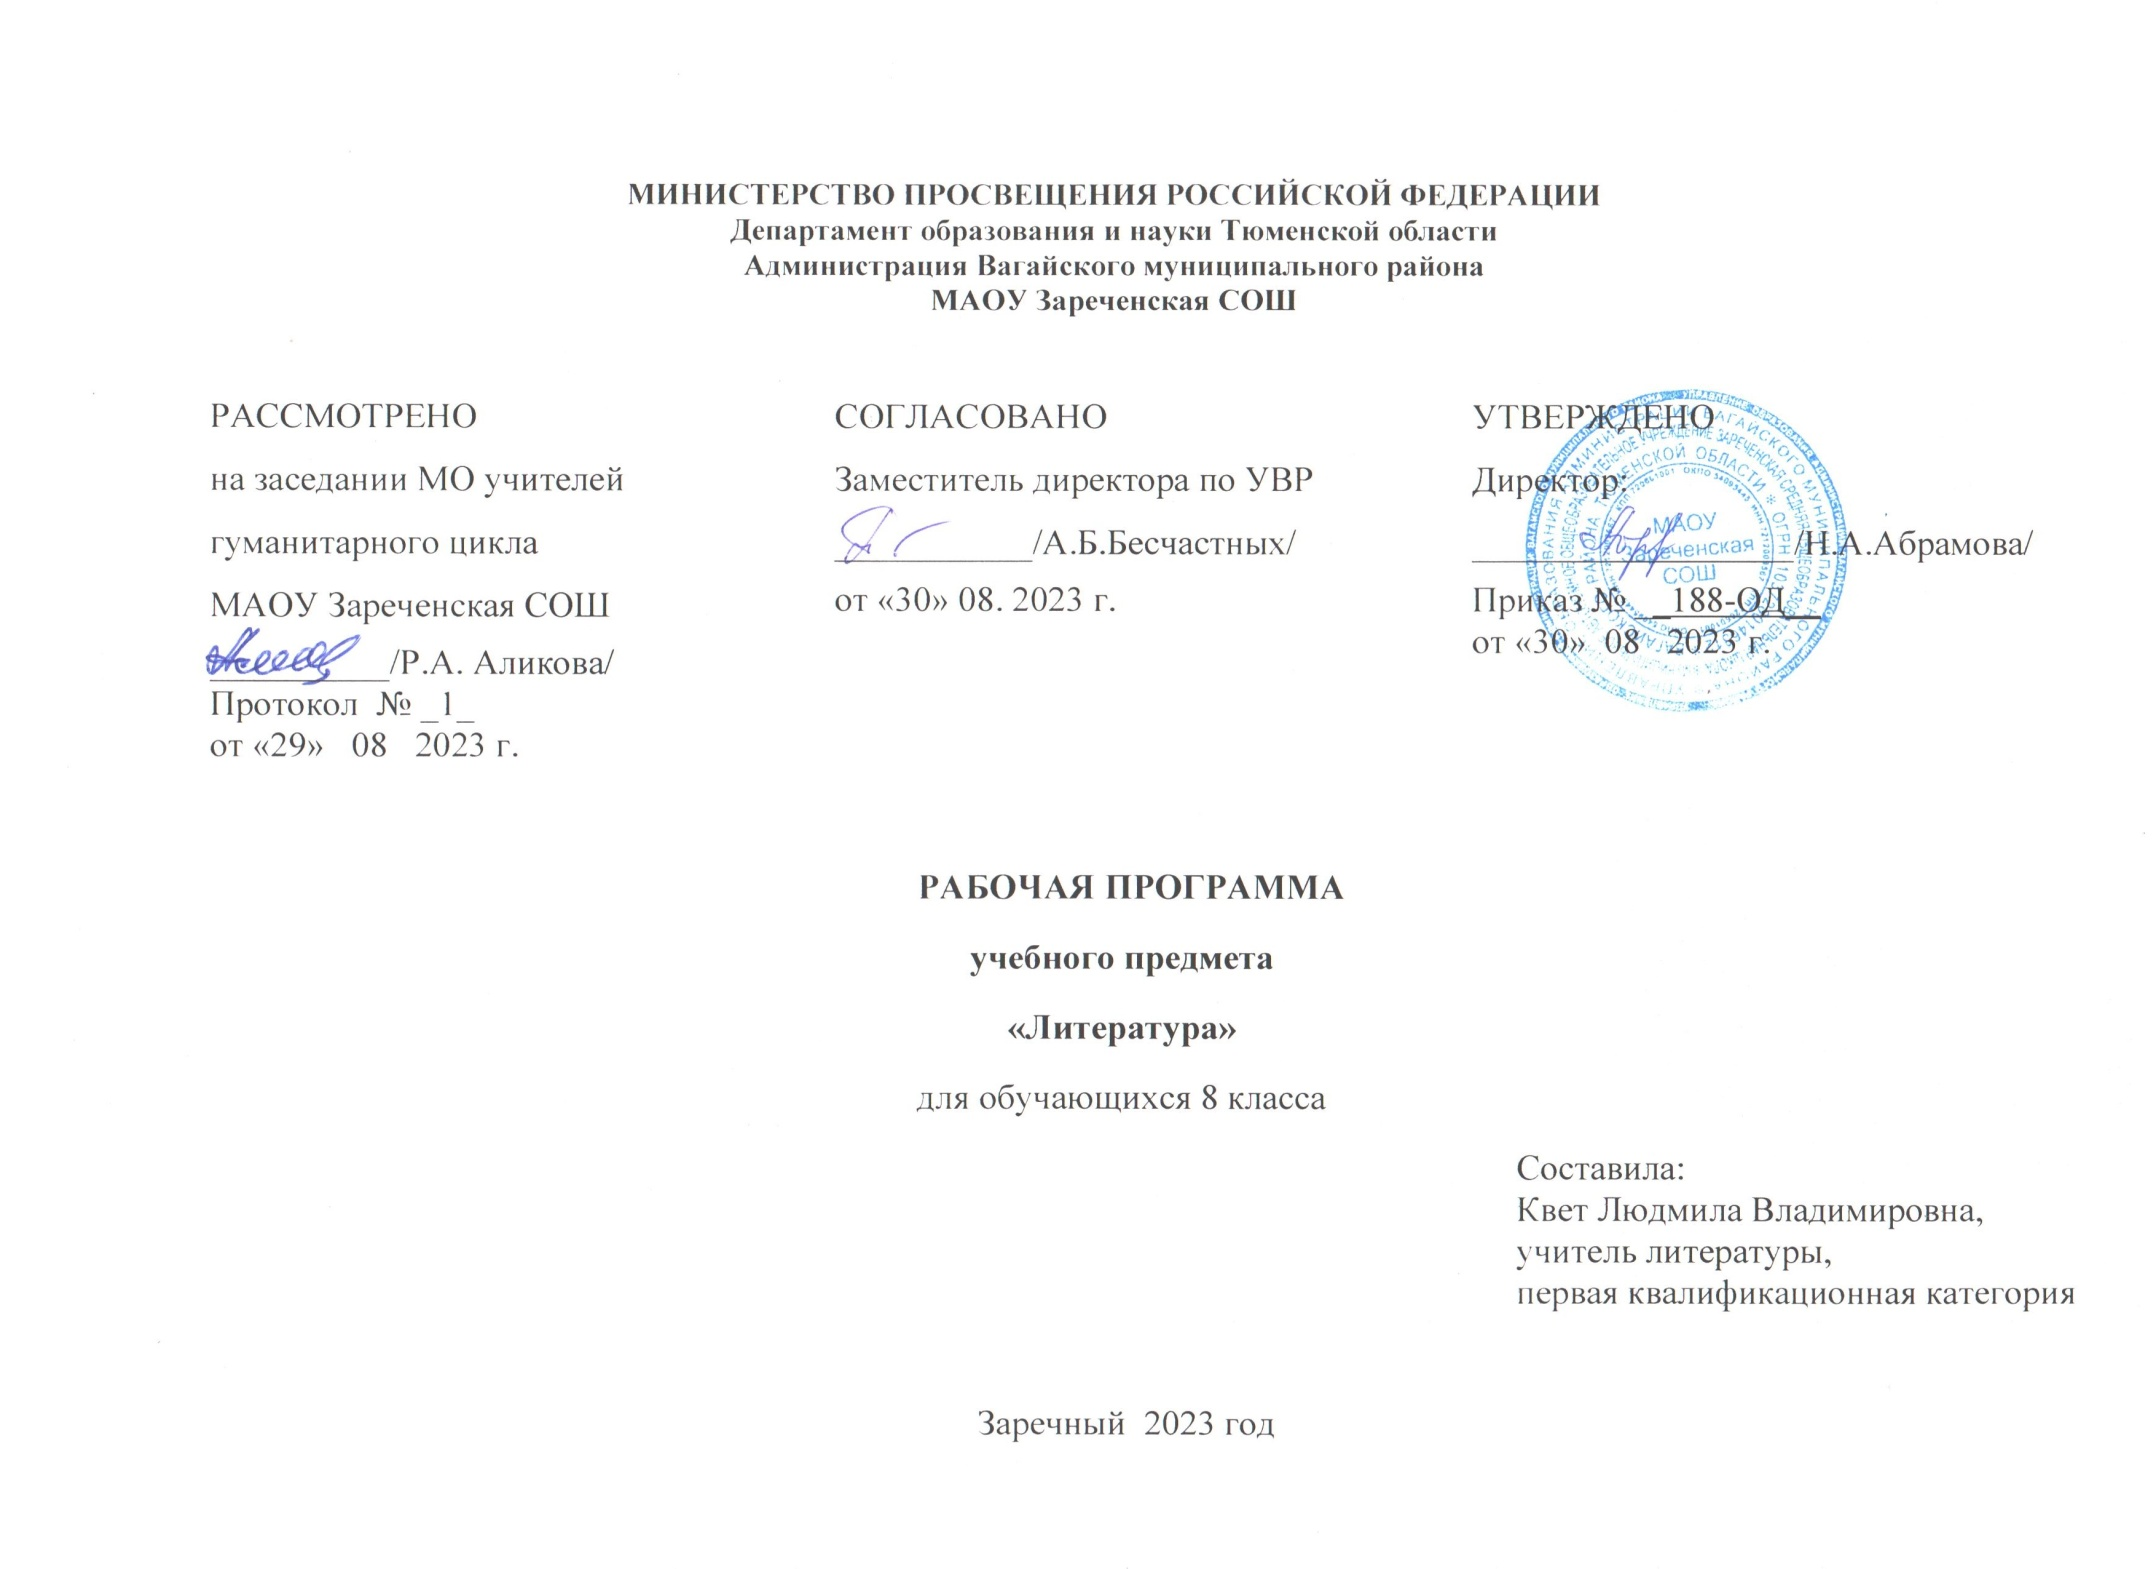 МИНИСТЕРСТВО ПРОСВЕЩЕНИЯ РОССИЙСКОЙ ФЕДЕРАЦИИ
Департамент образования и науки Тюменской области
Администрация Вагайского муниципального района
МАОУ Зареченская СОШ
РАССМОТРЕНО
на заседании МО учителей
гуманитарного цикла
МАОУ Зареченская СОШ
__________/Р.А. Аликова/
Протокол № _1_
от «29» 08 2023 г.
СОГЛАСОВАНО
Заместитель директора по УВР
___________/А.Б.Бесчастных/
от «30» 08. 2023 г.
УТВЕРЖДЕНО
Директор:
__________________/Н.А.Абрамова/
Приказ № _188-ОД__
от «30» 08 2023 г.
МАОУ
Зареченская
СОШ
РАБОЧАЯ ПРОГРАММА
учебного предмета
«Литература»
для обучающихся 8 класса
Составила:
Квет Людмила Владимировна,
учитель литературы,
первая квалификационная категория
Заречный 2023 год